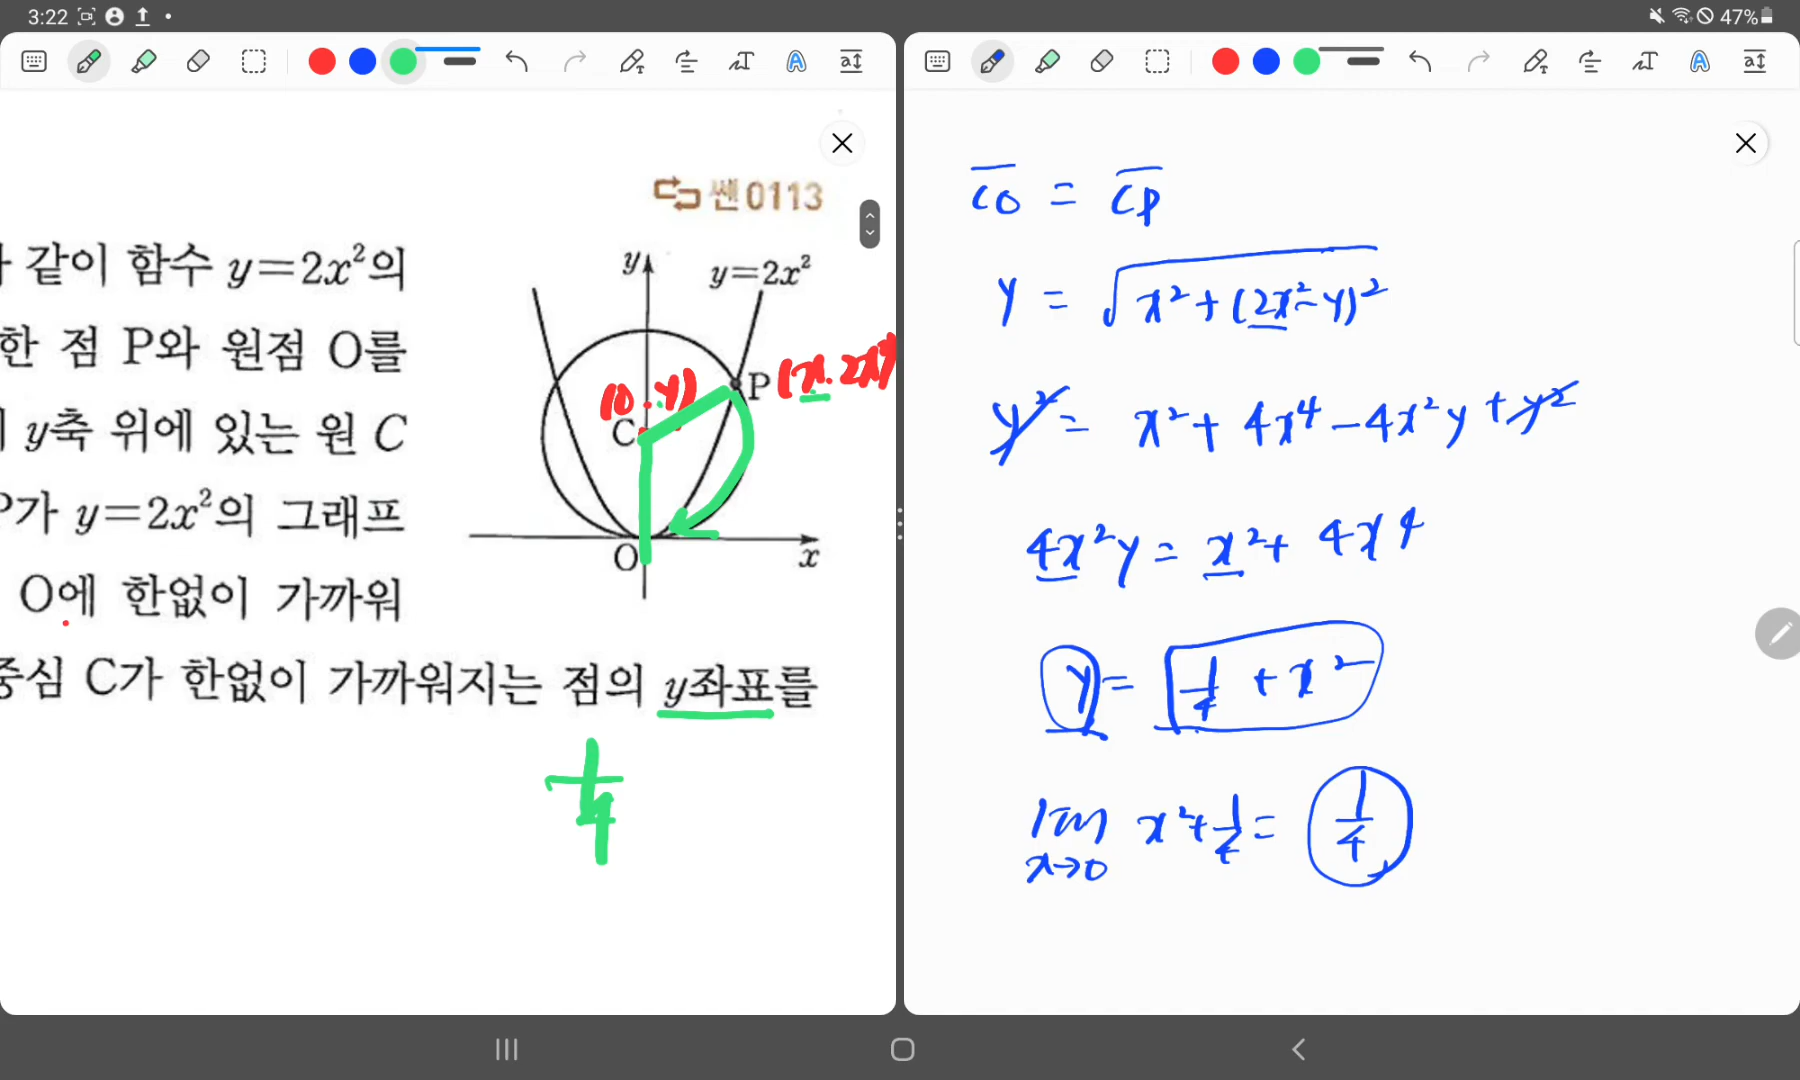 3:22
47%
쎈 0113
같이 함수 y=2x²의
한 점 P와 원점 O를
y축 위에 있는 원 C
P가 y=2x²의 그래프
O에 한없이 가까워
중심 C가 한없이 가까워지는 점의 y좌표를
y
y=2x²
(0. y)
P (x. 2x²)
C
O
x
1/4
CO = CP
y = √x²+(2x²-y)²
y² = x²+ 4x⁴ -4x²y +y²
4x²y = x²+ 4x⁴
y = 1/4 + x²
lim x→0 x²+1/4 = 1/4